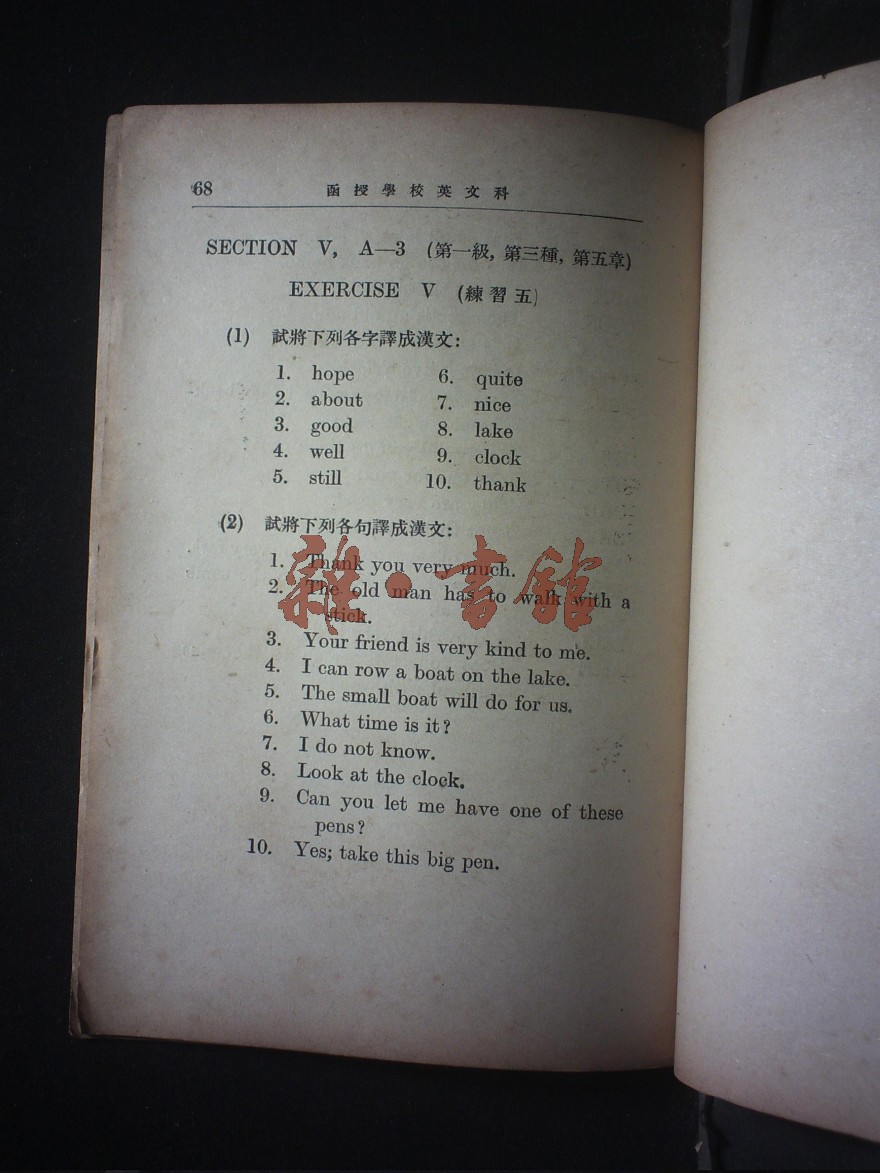 68 函授學校英文科
SECTION V, A—3 (第一級, 第三種, 第五章)
EXERCISE V (練習五)
(1) 試將下列各字譯成漢文:
1. hope 6. quite
2. about 7. nice
3. good 8. lake
4. well 9. clock
5. still 10. thank
(2) 試將下列各句譯成漢文:
1. Thank you very much.
2. The old man has to walk with a
stick.
3. Your friend is very kind to me.
4. I can row a boat on the lake.
5. The small boat will do for us.
6. What time is it?
7. I do not know.
8. Look at the clock.
9. Can you let me have one of these
pens?
10. Yes; take this big pen.
雜·書館